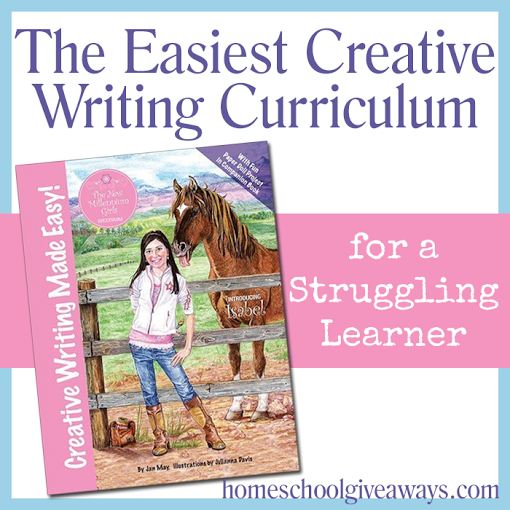 The Easiest Creative
Writing Curriculum
for a
Struggling
Learner
Creative Writing Made Easy!
The New
Millennium
Girls
With Fun
Paper Doll Project
in Companion Book
INTRODUCING
Isabel
By Jan May, Illustrations by Julianna Davis
homeschoolgiveaways.com